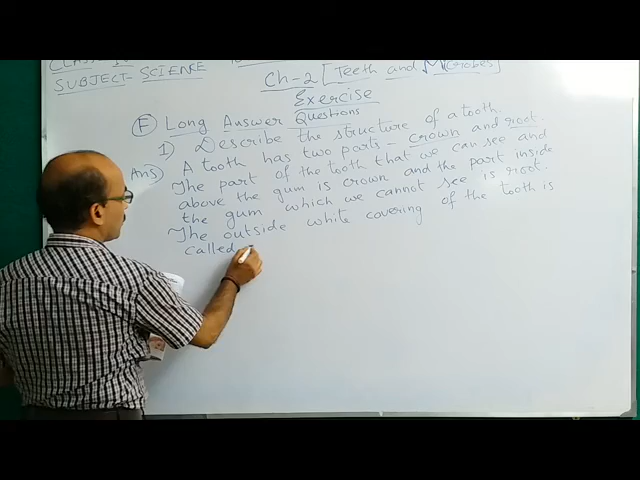 SUBJECT- SCIENCE
Ch-2 [Teeth and Microbes]
Exercise
F Long Answer Questions
1) Describe the structure of a tooth.
Ans) A tooth has two parts - crown and root.
The part of the tooth that we can see and
above the gum is crown and the part inside
the gum which we cannot see is root.
The outside white covering of the tooth is
called